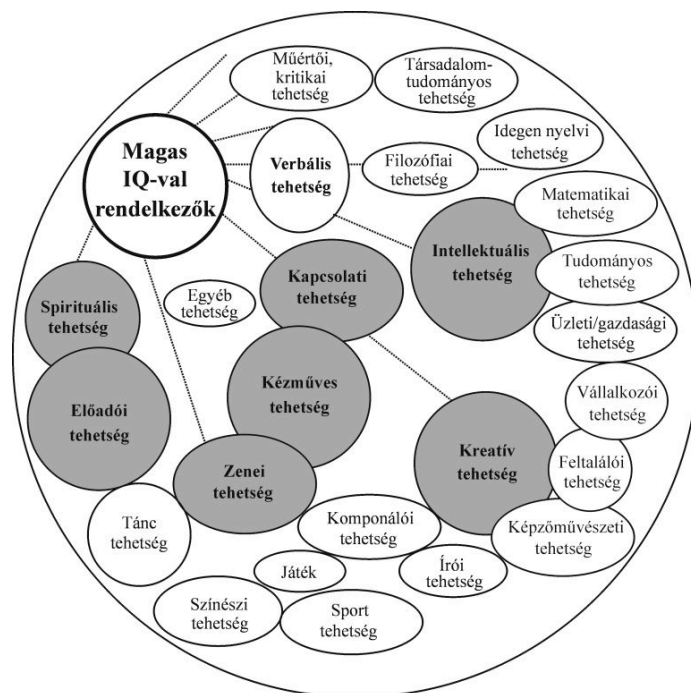 Műértői,
kritikai
tehetség
Társadalom-
tudományos
tehetség
Magas
IQ-val
rendelkezők
Verbális
tehetség
Filozófiai
tehetség
Idegen nyelvi
tehetség
Matematikai
tehetség
Intellektuális
tehetség
Tudományos
tehetség
Kapcsolati
tehetség
Egyéb
tehetség
Spirituális
tehetség
Üzleti/gazdasági
tehetség
Előadói
tehetség
Kézműves
tehetség
Vállalkozói
tehetség
Kreatív
tehetség
Feltalálói
tehetség
Zenei
tehetség
Tánc
tehetség
Komponálói
tehetség
Képzőművészeti
tehetség
Játék
Írói
tehetség
Színészi
tehetség
Sport
tehetség